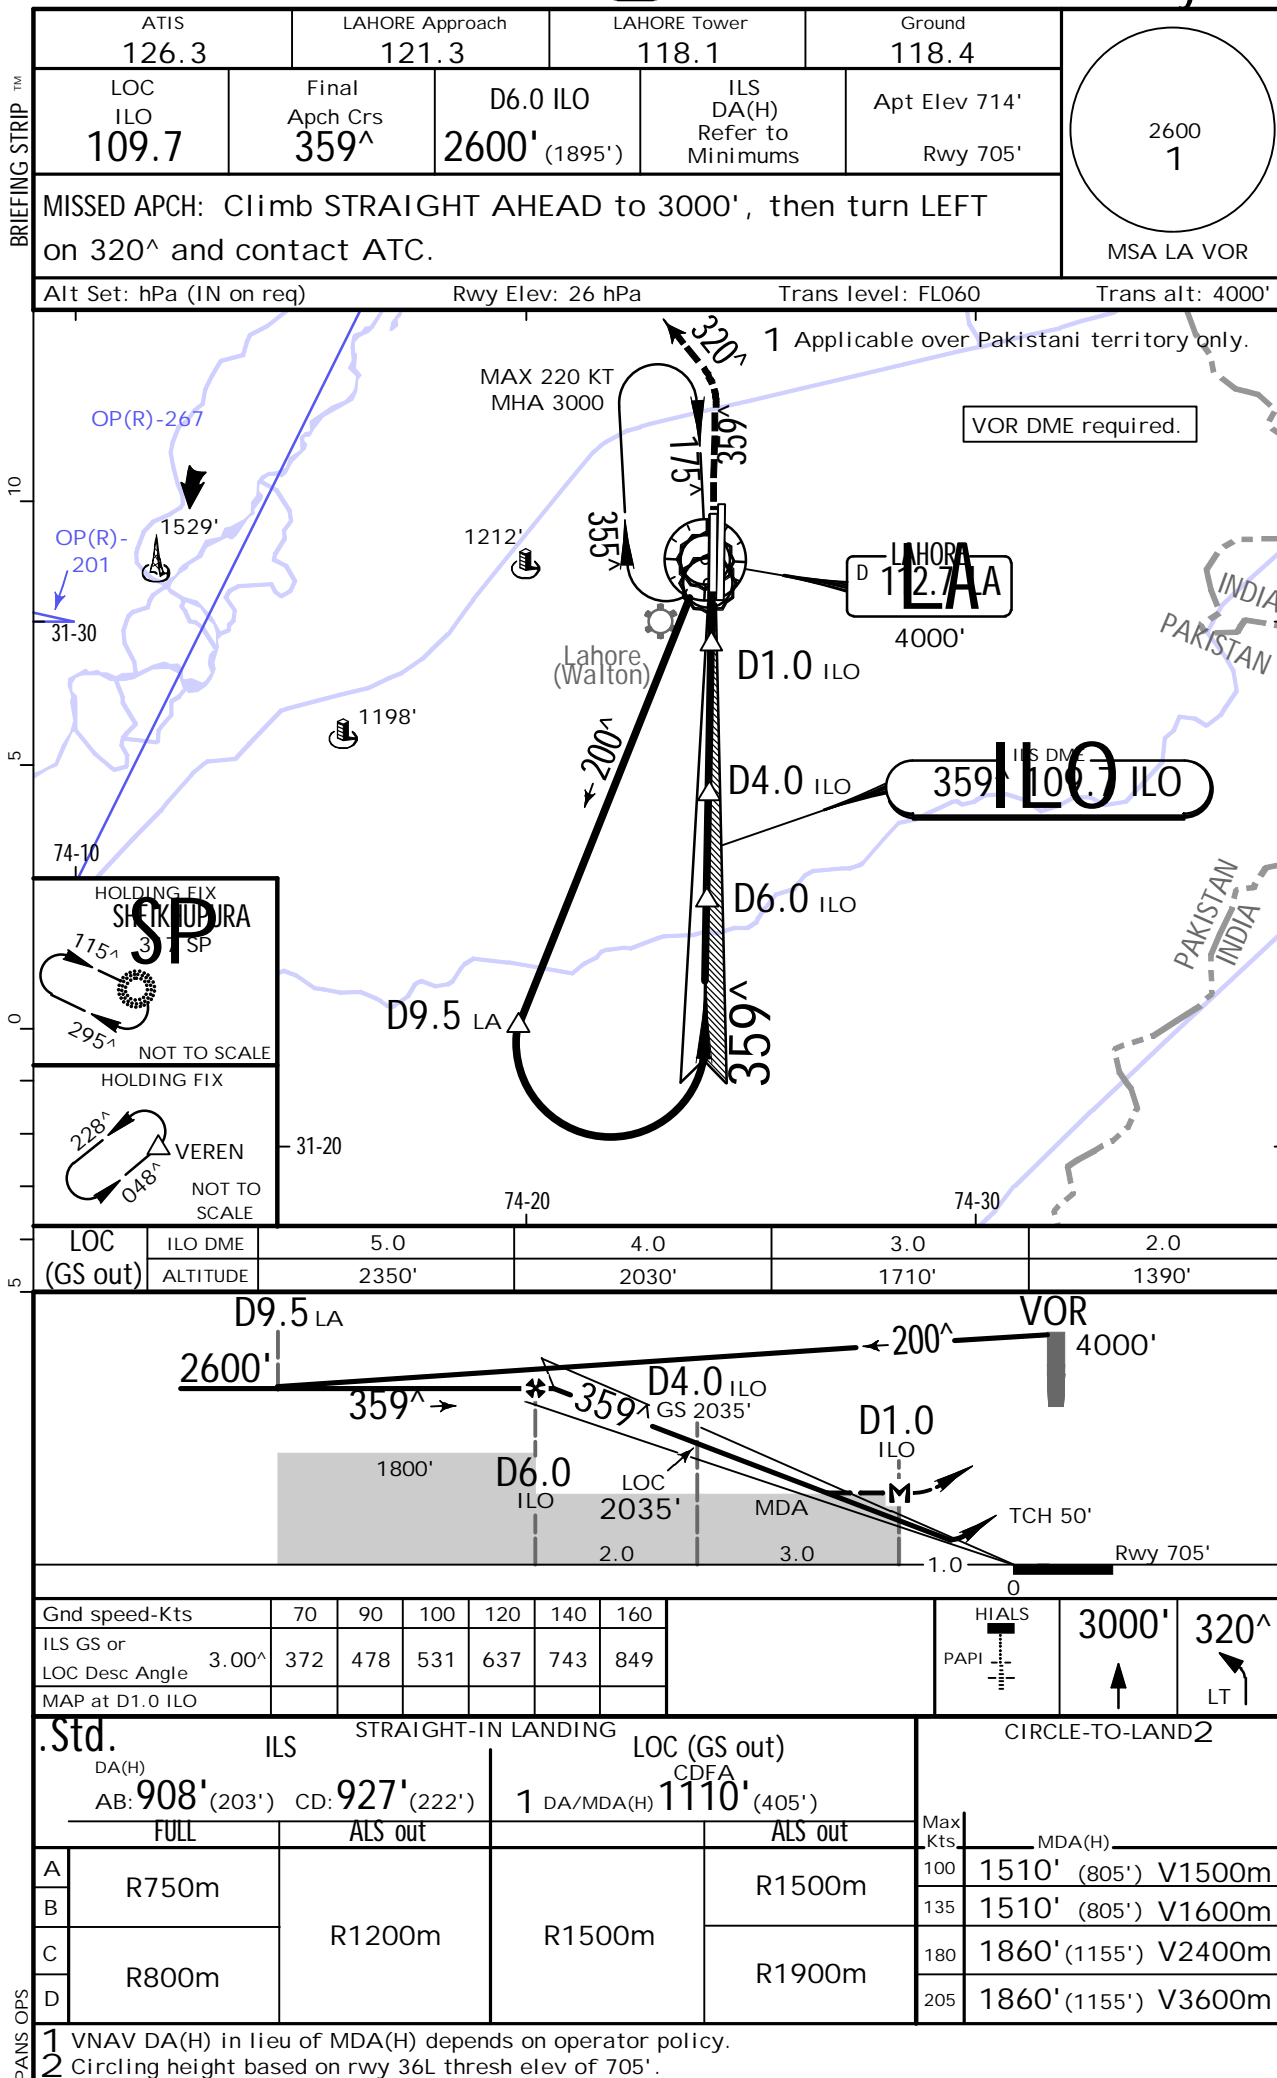 ATIS
126.3
LAHORE Approach
121.3
LAHORE Tower
118.1
Ground
118.4
BRIEFING STRIP ™
LOC
ILO
109.7
Final
Apch Crs
359^
D6.0 ILO
2600' (1895')
ILS
DA(H)
Refer to
Minimums
Apt Elev 714'
Rwy 705'
2600
1
MSA LA VOR
MISSED APCH: Climb STRAIGHT AHEAD to 3000', then turn LEFT
on 320^ and contact ATC.
Alt Set: hPa (IN on req) Rwy Elev: 26 hPa Trans level: FL060 Trans alt: 4000'
1 Applicable over Pakistani territory only.
VOR DME required.
MAX 220 KT
MHA 3000
320^
359^
175^
355^
OP(R)-267
OP(R)-
201
1529'
1212'
1198'
31-30
10
5
0
5
LAHORE
D 112.7 LA
LA
4000'
INDIA
PAKISTAN
Lahore
(Walton)
D1.0 ILO
200^
D4.0 ILO
ILS DME
359^ 109.7 ILO
ILO
D6.0 ILO
74-10
HOLDING FIX
SHEIKHUPURA
SP
SP
115^
295^
NOT TO SCALE
D9.5 LA
359^
PAKISTAN
INDIA
HOLDING FIX
228^
048^
VEREN
NOT TO
SCALE
31-20
74-20
74-30
LOC
(GS out)
ILO DME 5.0 4.0 3.0 2.0
ALTITUDE 2350' 2030' 1710' 1390'
D9.5 LA
VOR
4000'
200^
2600'
359^
359^
D4.0 ILO
GS 2035'
D1.0
ILO
1800'
D6.0
ILO
LOC
2035'
MDA
M
TCH 50'
2.0
3.0
1.0
Rwy 705'
0
Gnd speed-Kts 70 90 100 120 140 160
ILS GS or
LOC Desc Angle 3.00^ 372 478 531 637 743 849
MAP at D1.0 ILO
HIALS
PAPI
3000'
320^
LT
.Std.
STRAIGHT-IN LANDING
ILS
DA(H)
AB: 908' (203') CD: 927' (222')
LOC (GS out)
CDFA
1 DA/MDA(H) 1110' (405')
CIRCLE-TO-LAND 2
FULL
ALS out
ALS out
Max
Kts
MDA(H)
A
B
C
D
R750m
R800m
R1200m
R1500m
R1500m
R1900m
100 1510' (805') V1500m
135 1510' (805') V1600m
180 1860' (1155') V2400m
205 1860' (1155') V3600m
PANS OPS
1 VNAV DA(H) in lieu of MDA(H) depends on operator policy.
2 Circling height based on rwy 36L thresh elev of 705'.